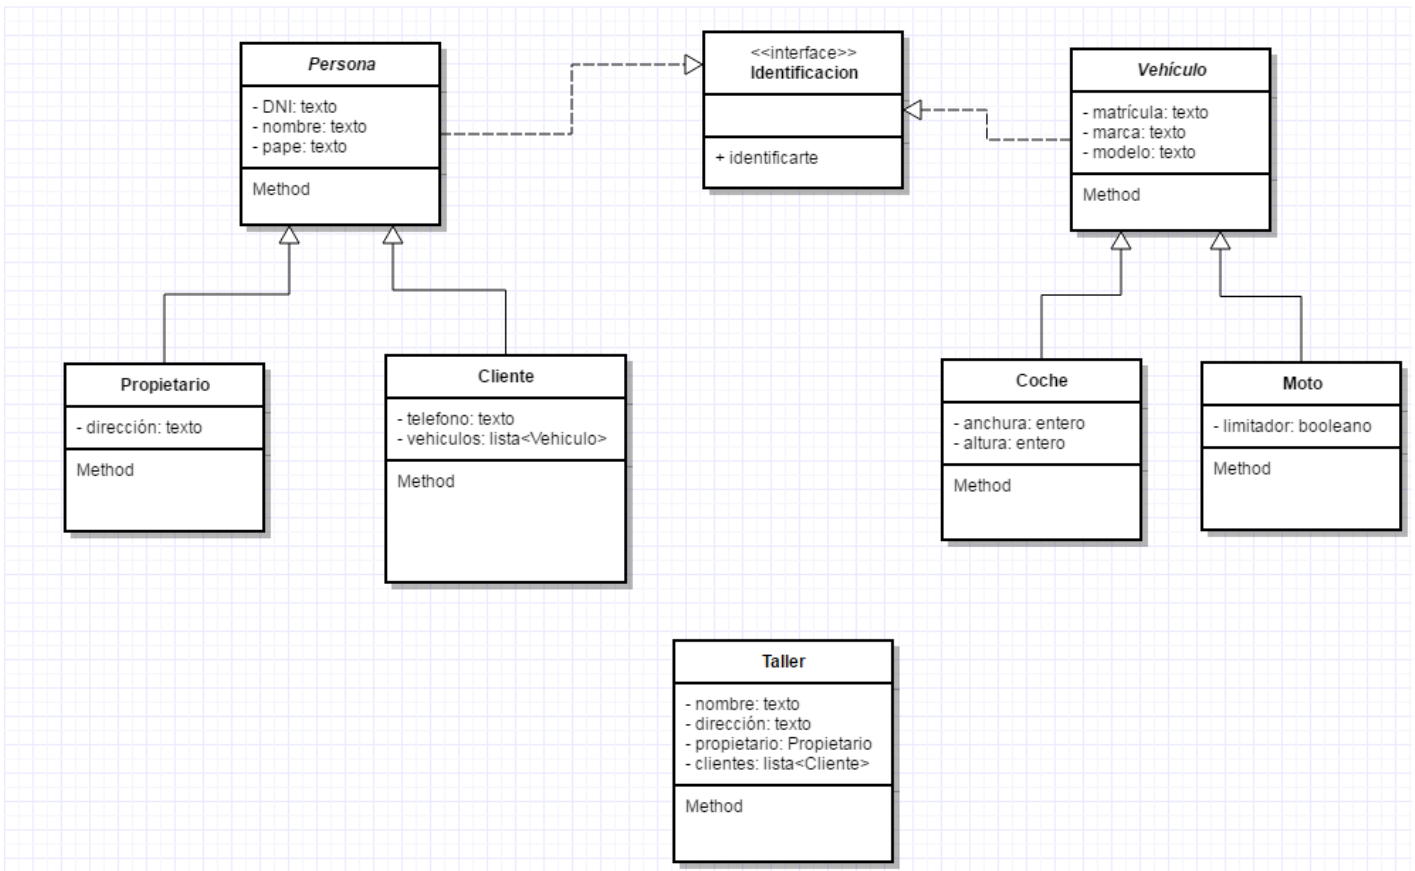 Persona
- DNI: texto
- nombre: texto
- pape: texto
Method
<<interface>>
Identificacion
+ identificarte
Vehículo
- matrícula: texto
- marca: texto
- modelo: texto
Method
Propietario
- dirección: texto
Method
Cliente
- telefono: texto
- vehiculos: lista<Vehiculo>
Method
Coche
- anchura: entero
- altura: entero
Method
Moto
- limitador: booleano
Method
Taller
- nombre: texto
- dirección: texto
- propietario: Propietario
- clientes: lista<Cliente>
Method